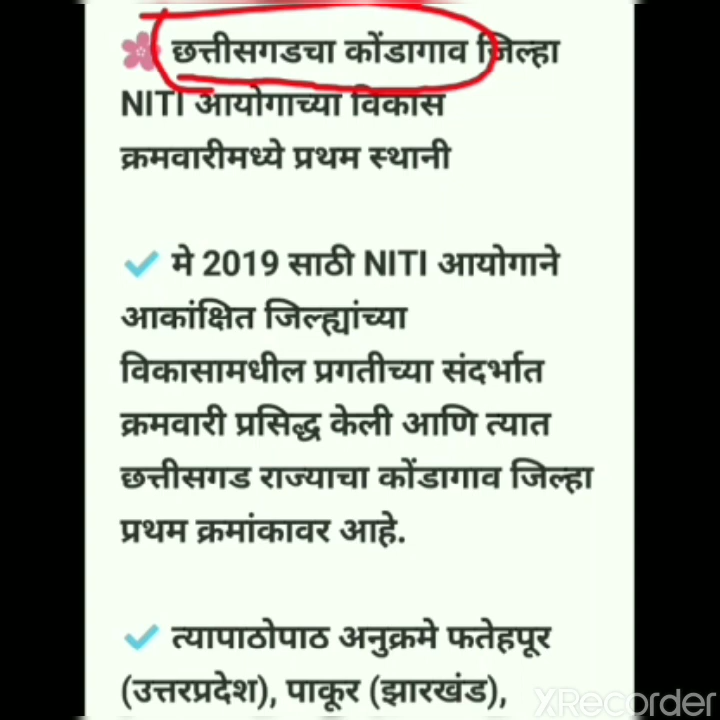 छत्तीसगडचा कोंडागाव जिल्हा
NITI आयोगाच्या विकास
क्रमवारीमध्ये प्रथम स्थानी
मे 2019 साठी NITI आयोगाने
आकांक्षित जिल्ह्यांच्या
विकासामधील प्रगतीच्या संदर्भात
क्रमवारी प्रसिद्ध केली आणि त्यात
छत्तीसगड राज्याचा कोंडागाव जिल्हा
प्रथम क्रमांकावर आहे.
त्यापाठोपाठ अनुक्रमे फतेहपूर
(उत्तरप्रदेश), पाकूर (झारखंड),
XRecorder